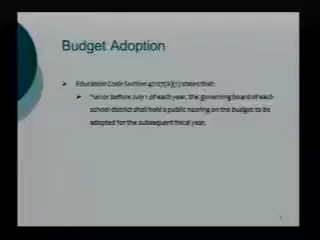 Budget Adoption
Education Code Section 42127(a)(1) states that:
"on or before July 1 of each year, the governing board of each
school district shall hold a public hearing on the budget to be
adopted for the subsequent fiscal year.